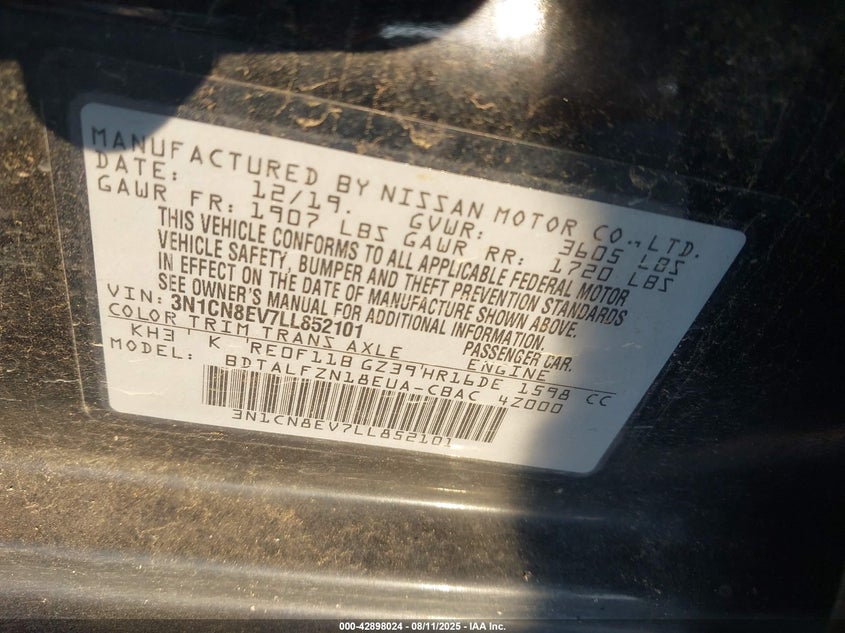 MANUFACTURED BY NISSAN MOTOR CO.,LTD.
DATE: 12/19. GVWR: 3605 LBS
GAWR FR: 1907 LBS GAWR RR: 1720 LBS
THIS VEHICLE CONFORMS TO ALL APPLICABLE FEDERAL MOTOR
VEHICLE SAFETY, BUMPER AND THEFT PREVENTION STANDARDS
IN EFFECT ON THE DATE OF MANUFACTURE SHOWN ABOVE.
SEE OWNER'S MANUAL FOR ADDITIONAL INFORMATION.
VIN: 3N1CN8EV7LL852101 PASSENGER CAR.
COLOR TRIM TRANS AXLE ENGINE
KH3 K RE0F11B GZ39 HR16DE 1598 CC
MODEL: BDTALFZN18EUA-CBAC 4Z000
3N1CN8EV7LL852101
000-42898024 - 08/11/2025 - IAA Inc.